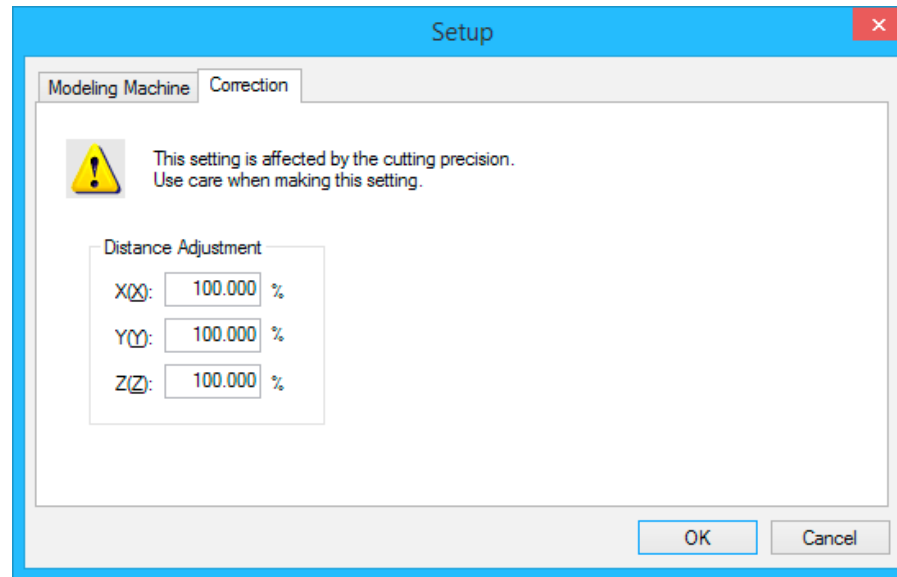 Setup
Modeling Machine Correction
This setting is affected by the cutting precision.
Use care when making this setting.
Distance Adjustment
X(X): 100.000 %
Y(Y): 100.000 %
Z(Z): 100.000 %
OK Cancel